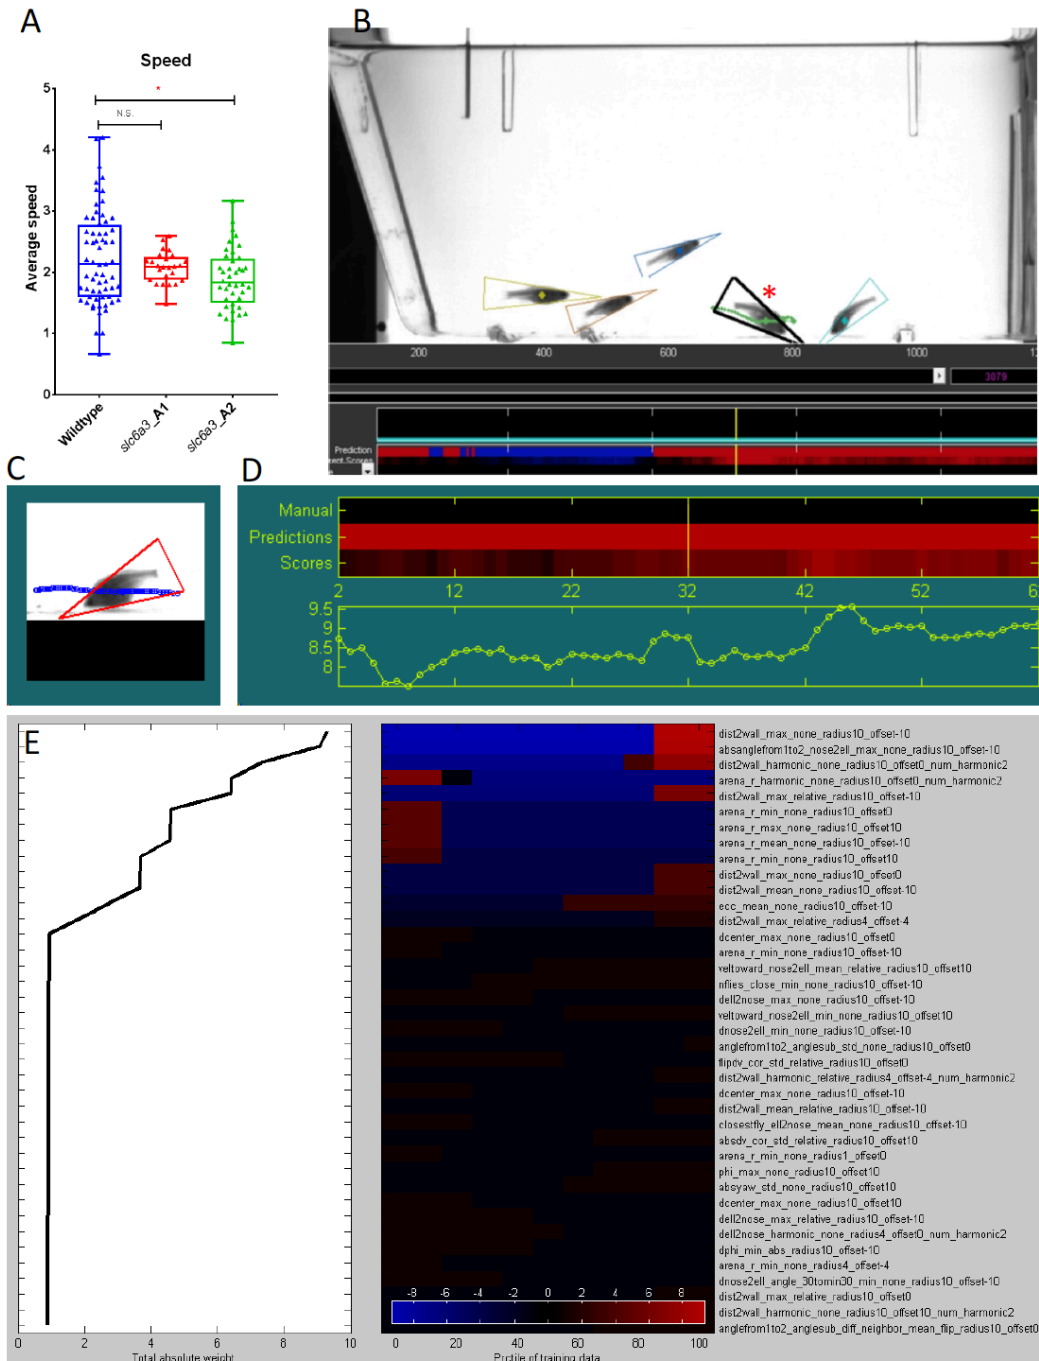 A
B
Speed
*
N.S.
5
4
3
2
1
0
Average speed
Wildtype
slc6a3_A1
slc6a3_A2
*
200
400
600
800
1000
3079
Prediction
C
D
Manual
Predictions
Scores
2
12
22
32
42
52
9.5
9
8.5
8
E
dist2wall_max_none_radius10_offset-10
absanglefrom1to2_nose2ell_max_none_radius10_offset-10
dist2wall_harmonic_none_radius10_offset0_num_harmonic2
arena_r_harmonic_none_radius10_offset0_num_harmonic2
dist2wall_max_relative_radius10_offset-10
arena_r_min_none_radius10_offset0
arena_r_max_none_radius10_offset10
arena_r_mean_none_radius10_offset-10
arena_r_min_none_radius10_offset10
dist2wall_max_none_radius10_offset0
dist2wall_mean_none_radius10_offset-10
ecc_mean_none_radius10_offset-10
dist2wall_max_relative_radius4_offset-4
dcenter_max_none_radius10_offset0
arena_r_min_none_radius10_offset-10
veltoward_nose2ell_mean_relative_radius10_offset10
nflies_close_min_none_radius10_offset-10
dell2nose_max_none_radius10_offset-10
veltoward_nose2ell_min_none_radius10_offset10
dnose2ell_min_none_radius10_offset-10
anglefrom1to2_anglesub_std_none_radius10_offset0
flipdv_cor_std_relative_radius10_offset0
dist2wall_harmonic_relative_radius4_offset-4_num_harmonic2
dcenter_max_none_radius10_offset-10
dist2wall_mean_relative_radius10_offset-10
closestfly_ell2nose_mean_none_radius10_offset-10
absdv_cor_std_relative_radius10_offset10
arena_r_min_none_radius1_offset0
phi_max_none_radius10_offset10
absyaw_std_none_radius10_offset10
dcenter_max_none_radius10_offset10
dell2nose_max_relative_radius10_offset-10
dell2nose_harmonic_none_radius4_offset0_num_harmonic2
dphi_min_abs_radius10_offset-10
arena_r_min_none_radius4_offset-4
dnose2ell_angle_30tomin30_min_none_radius10_offset-10
dist2wall_max_relative_radius10_offset0
dist2wall_harmonic_none_radius10_offset10_num_harmonic2
anglefrom1to2_anglesub_diff_neighbor_mean_flip_radius10_offset0
-8 -6 -4 -2 0 2 4 6 8
0 2 4 6 8 10
Total absolute weight
0 20 40 60 80 100
Prctile of training data